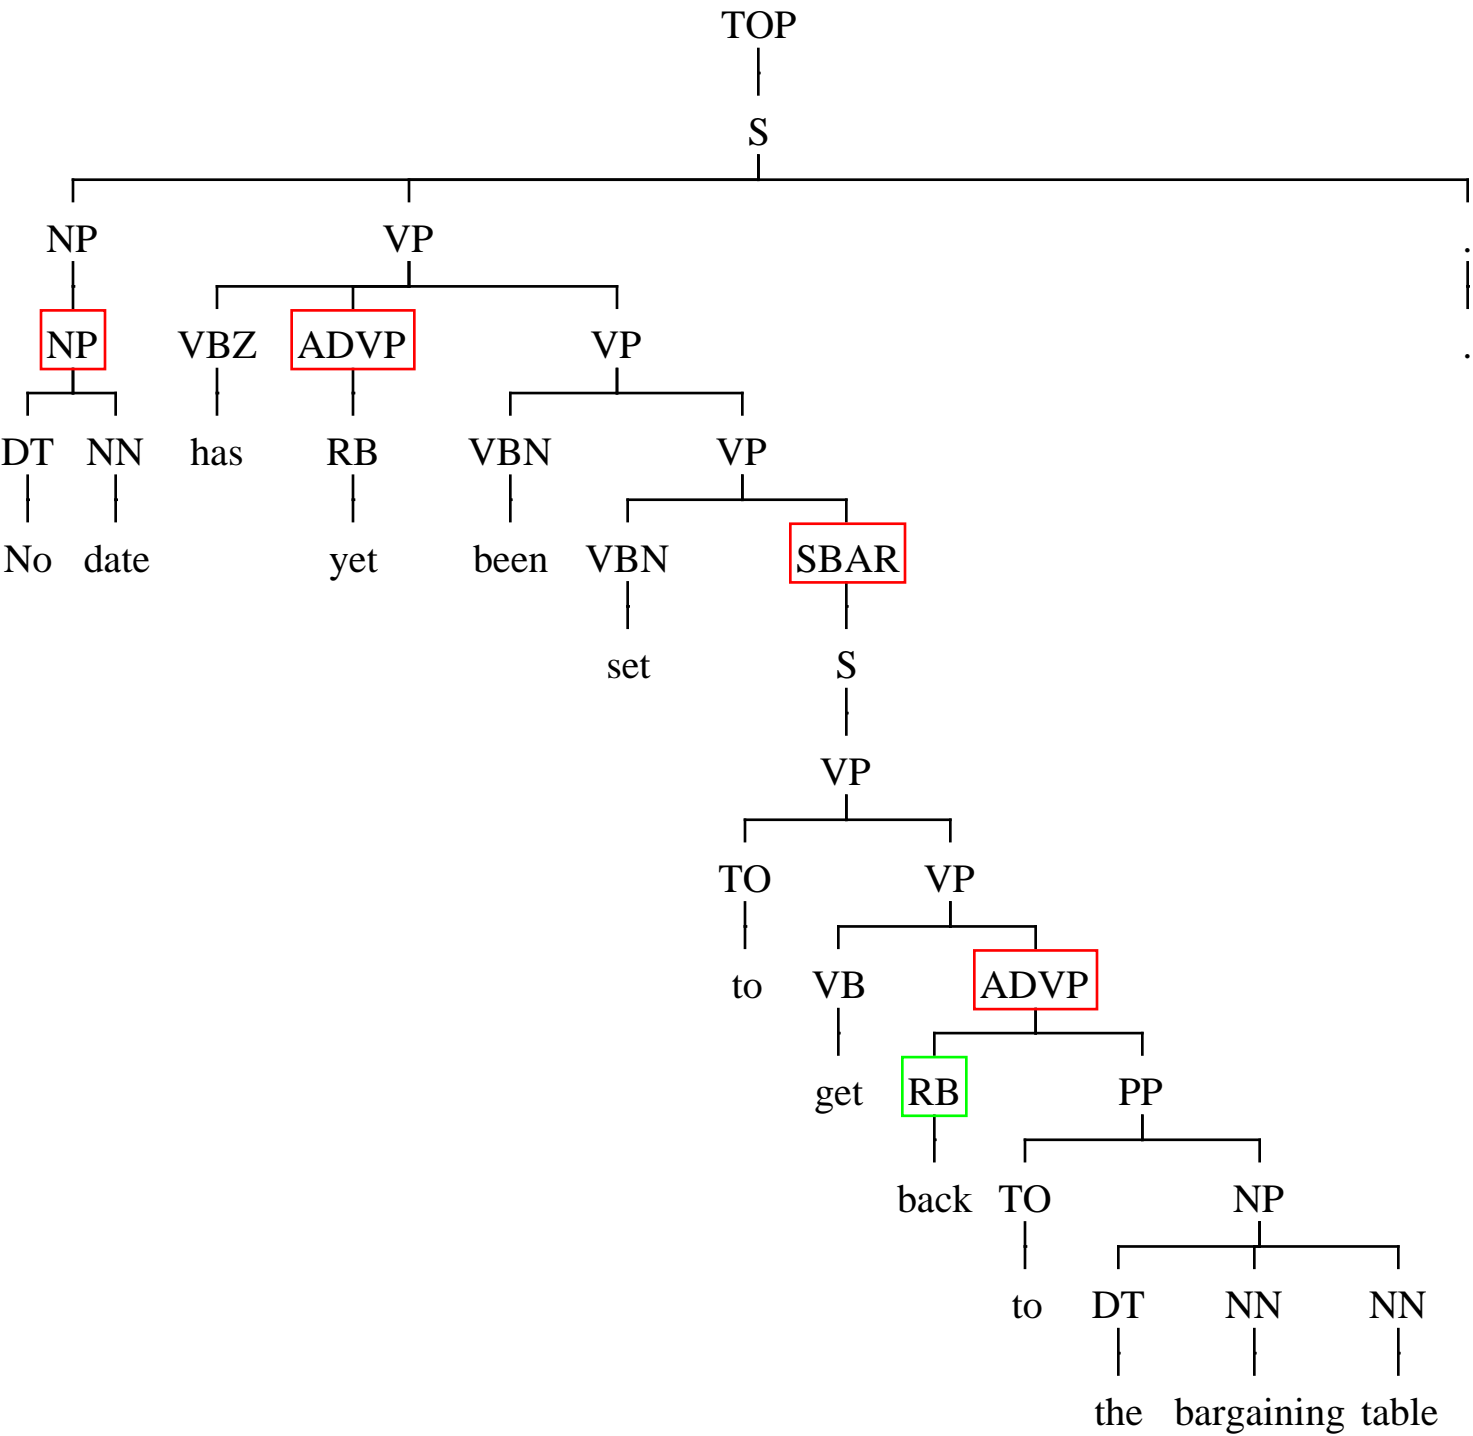 TOP
S
NP VP .
NP VBZ ADVP VP .
DT NN has RB VBN VP
No date yet been VBN SBAR
set S
VP
TO VP
to VB ADVP
get RB PP
back TO NP
to DT NN NN
the bargaining table